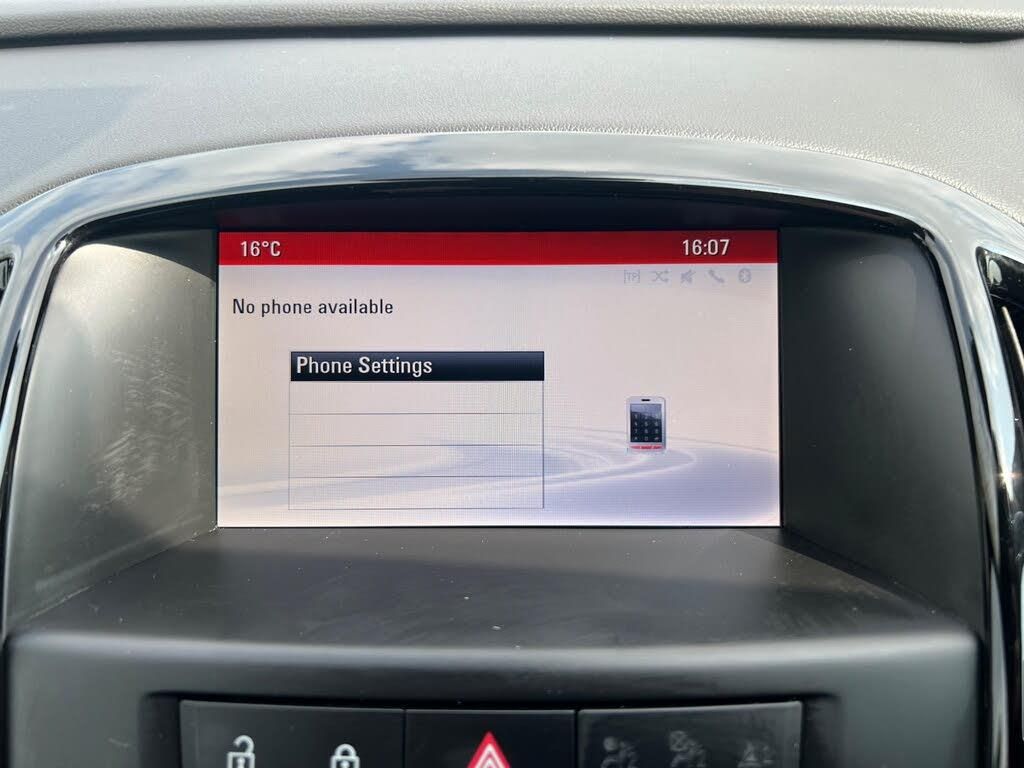 16°C 16:07
[TP]
No phone available
Phone Settings